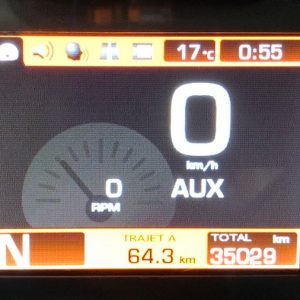 17°C 0:55
0
km/h
0 AUX
RPM
N TRAJET A TOTAL km
64.3 km 35029